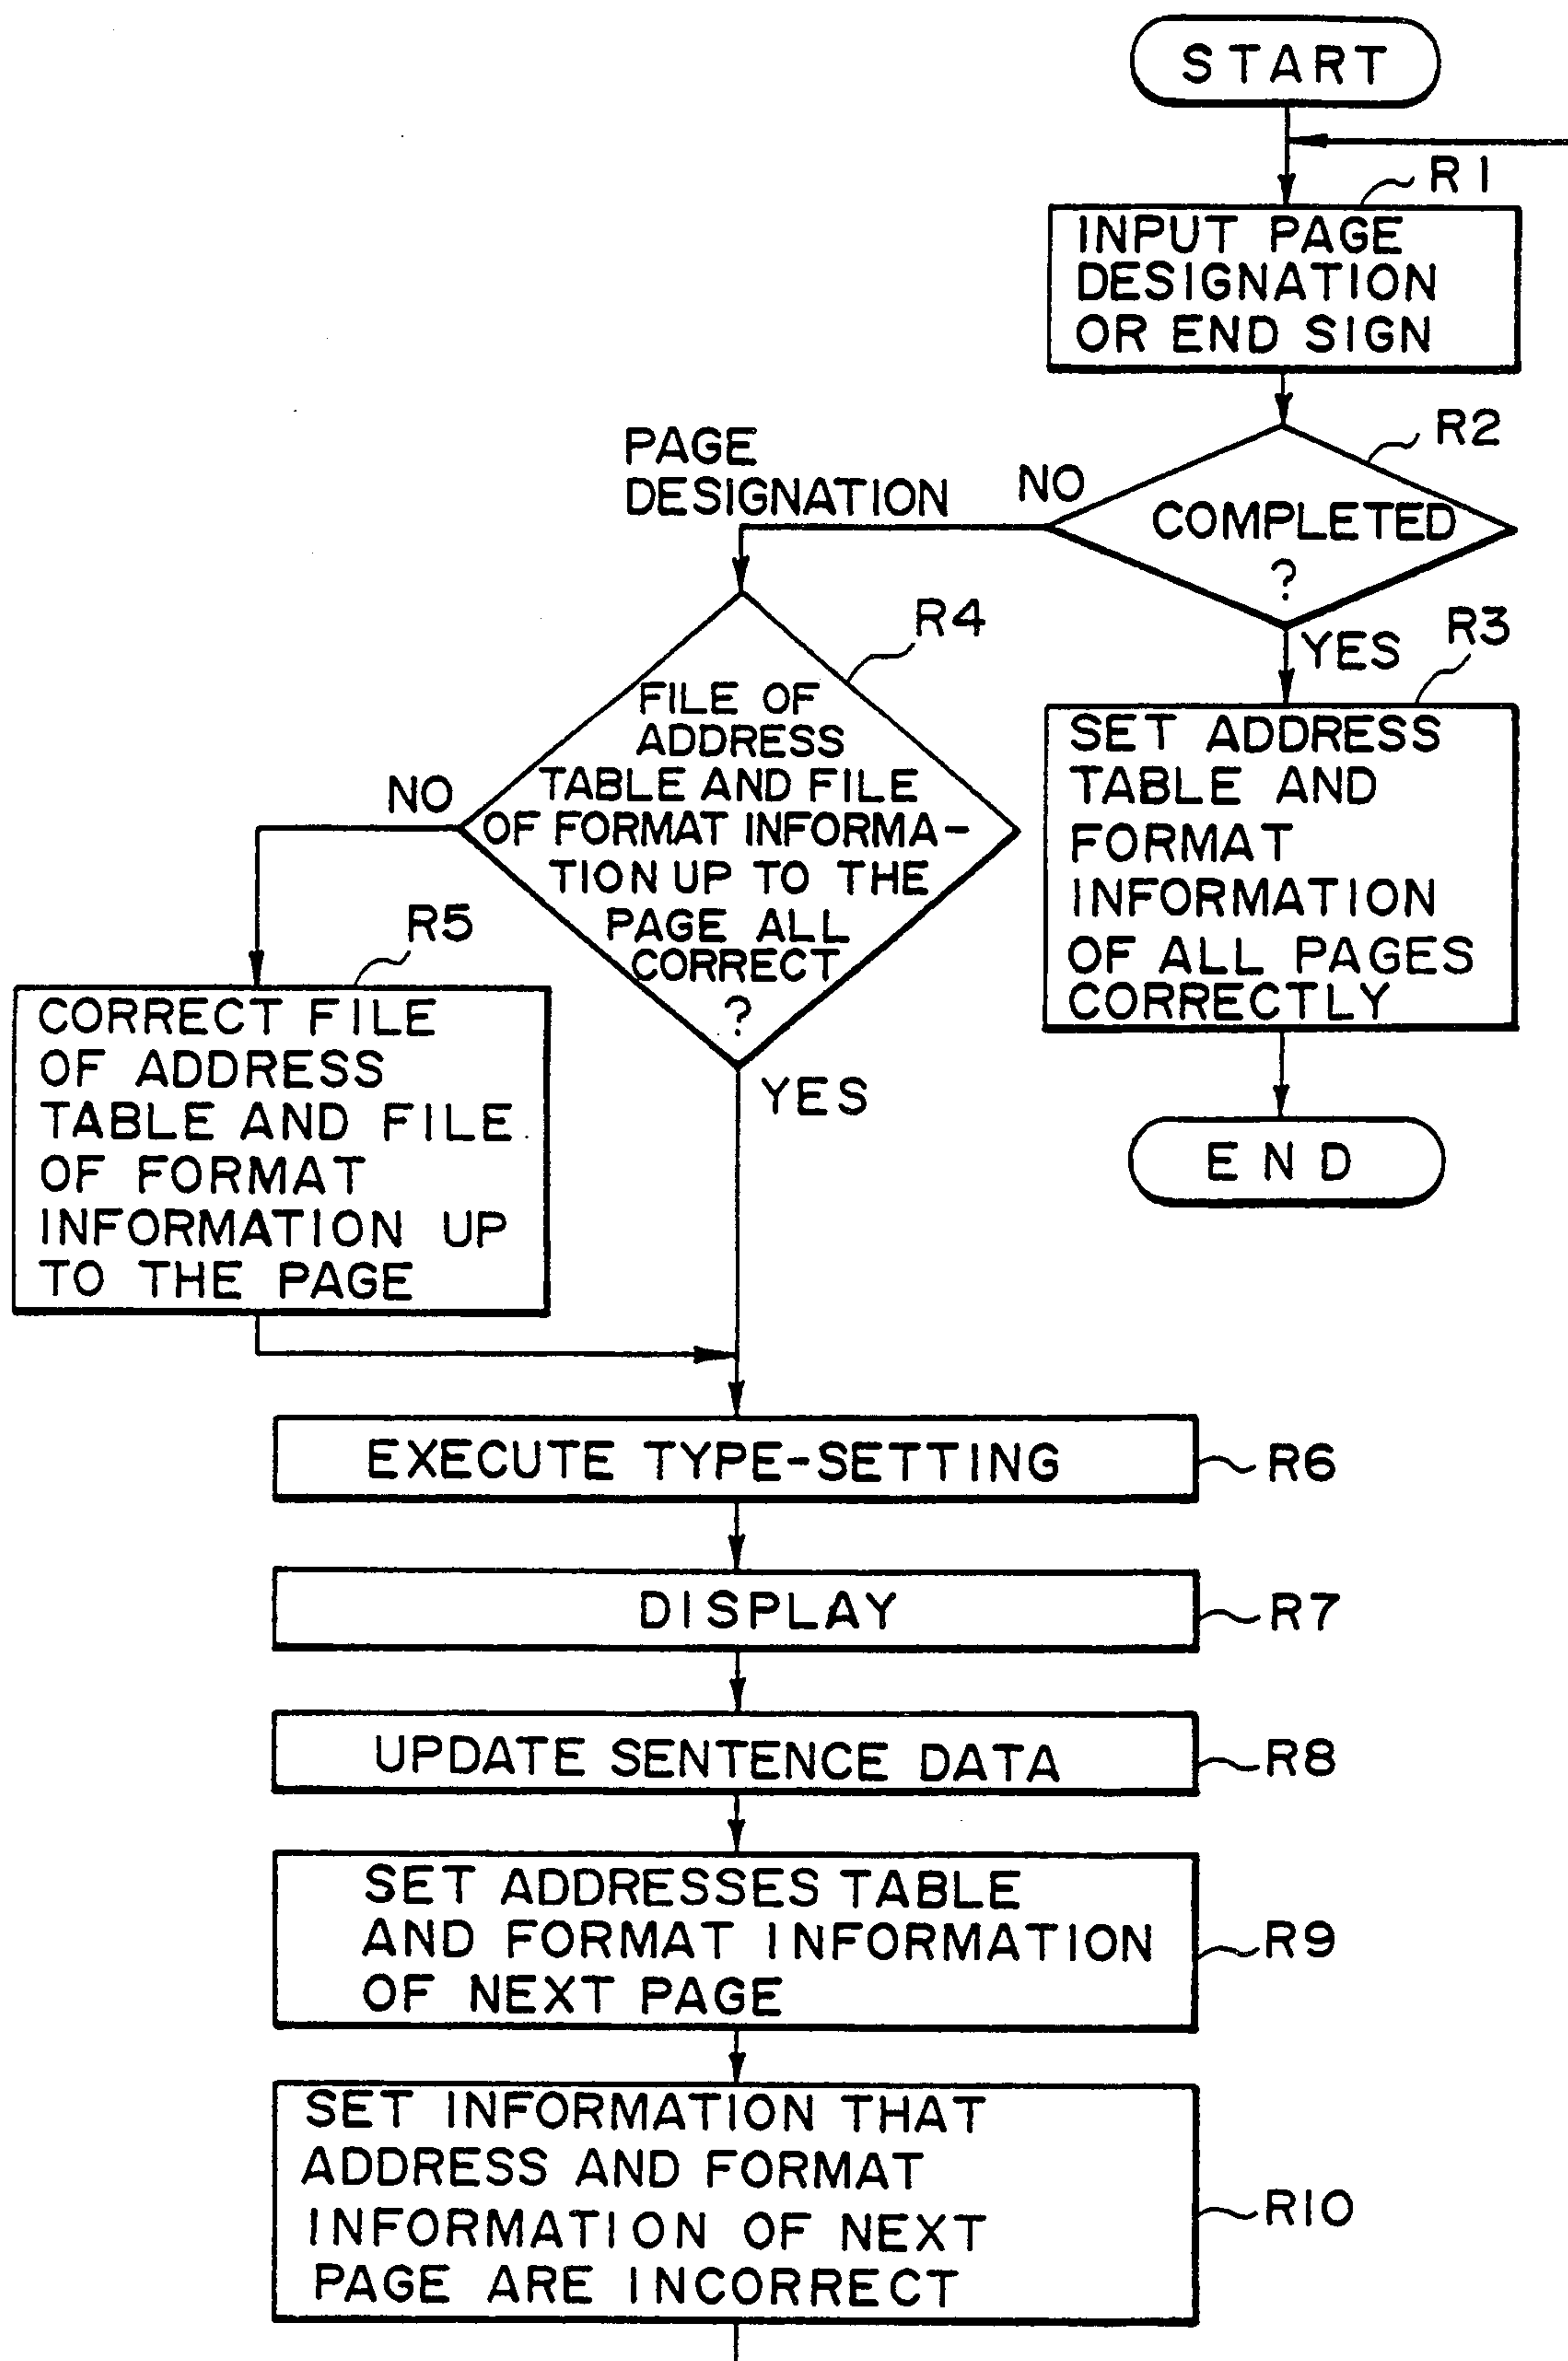 START
R1
INPUT PAGE
DESIGNATION
OR END SIGN
R2
PAGE
DESIGNATION
NO
COMPLETED
?
YES
R3
SET ADDRESS
TABLE AND
FORMAT
INFORMATION
OF ALL PAGES
CORRECTLY
END
R4
FILE OF
ADDRESS
TABLE AND FILE
OF FORMAT INFORMA-
TION UP TO THE
PAGE ALL
CORRECT
?
NO
YES
R5
CORRECT FILE
OF ADDRESS
TABLE AND FILE
OF FORMAT
INFORMATION UP
TO THE PAGE
EXECUTE TYPE-SETTING
R6
DISPLAY
R7
UPDATE SENTENCE DATA
R8
SET ADDRESSES TABLE
AND FORMAT INFORMATION
OF NEXT PAGE
R9
SET INFORMATION THAT
ADDRESS AND FORMAT
INFORMATION OF NEXT
PAGE ARE INCORRECT
R10